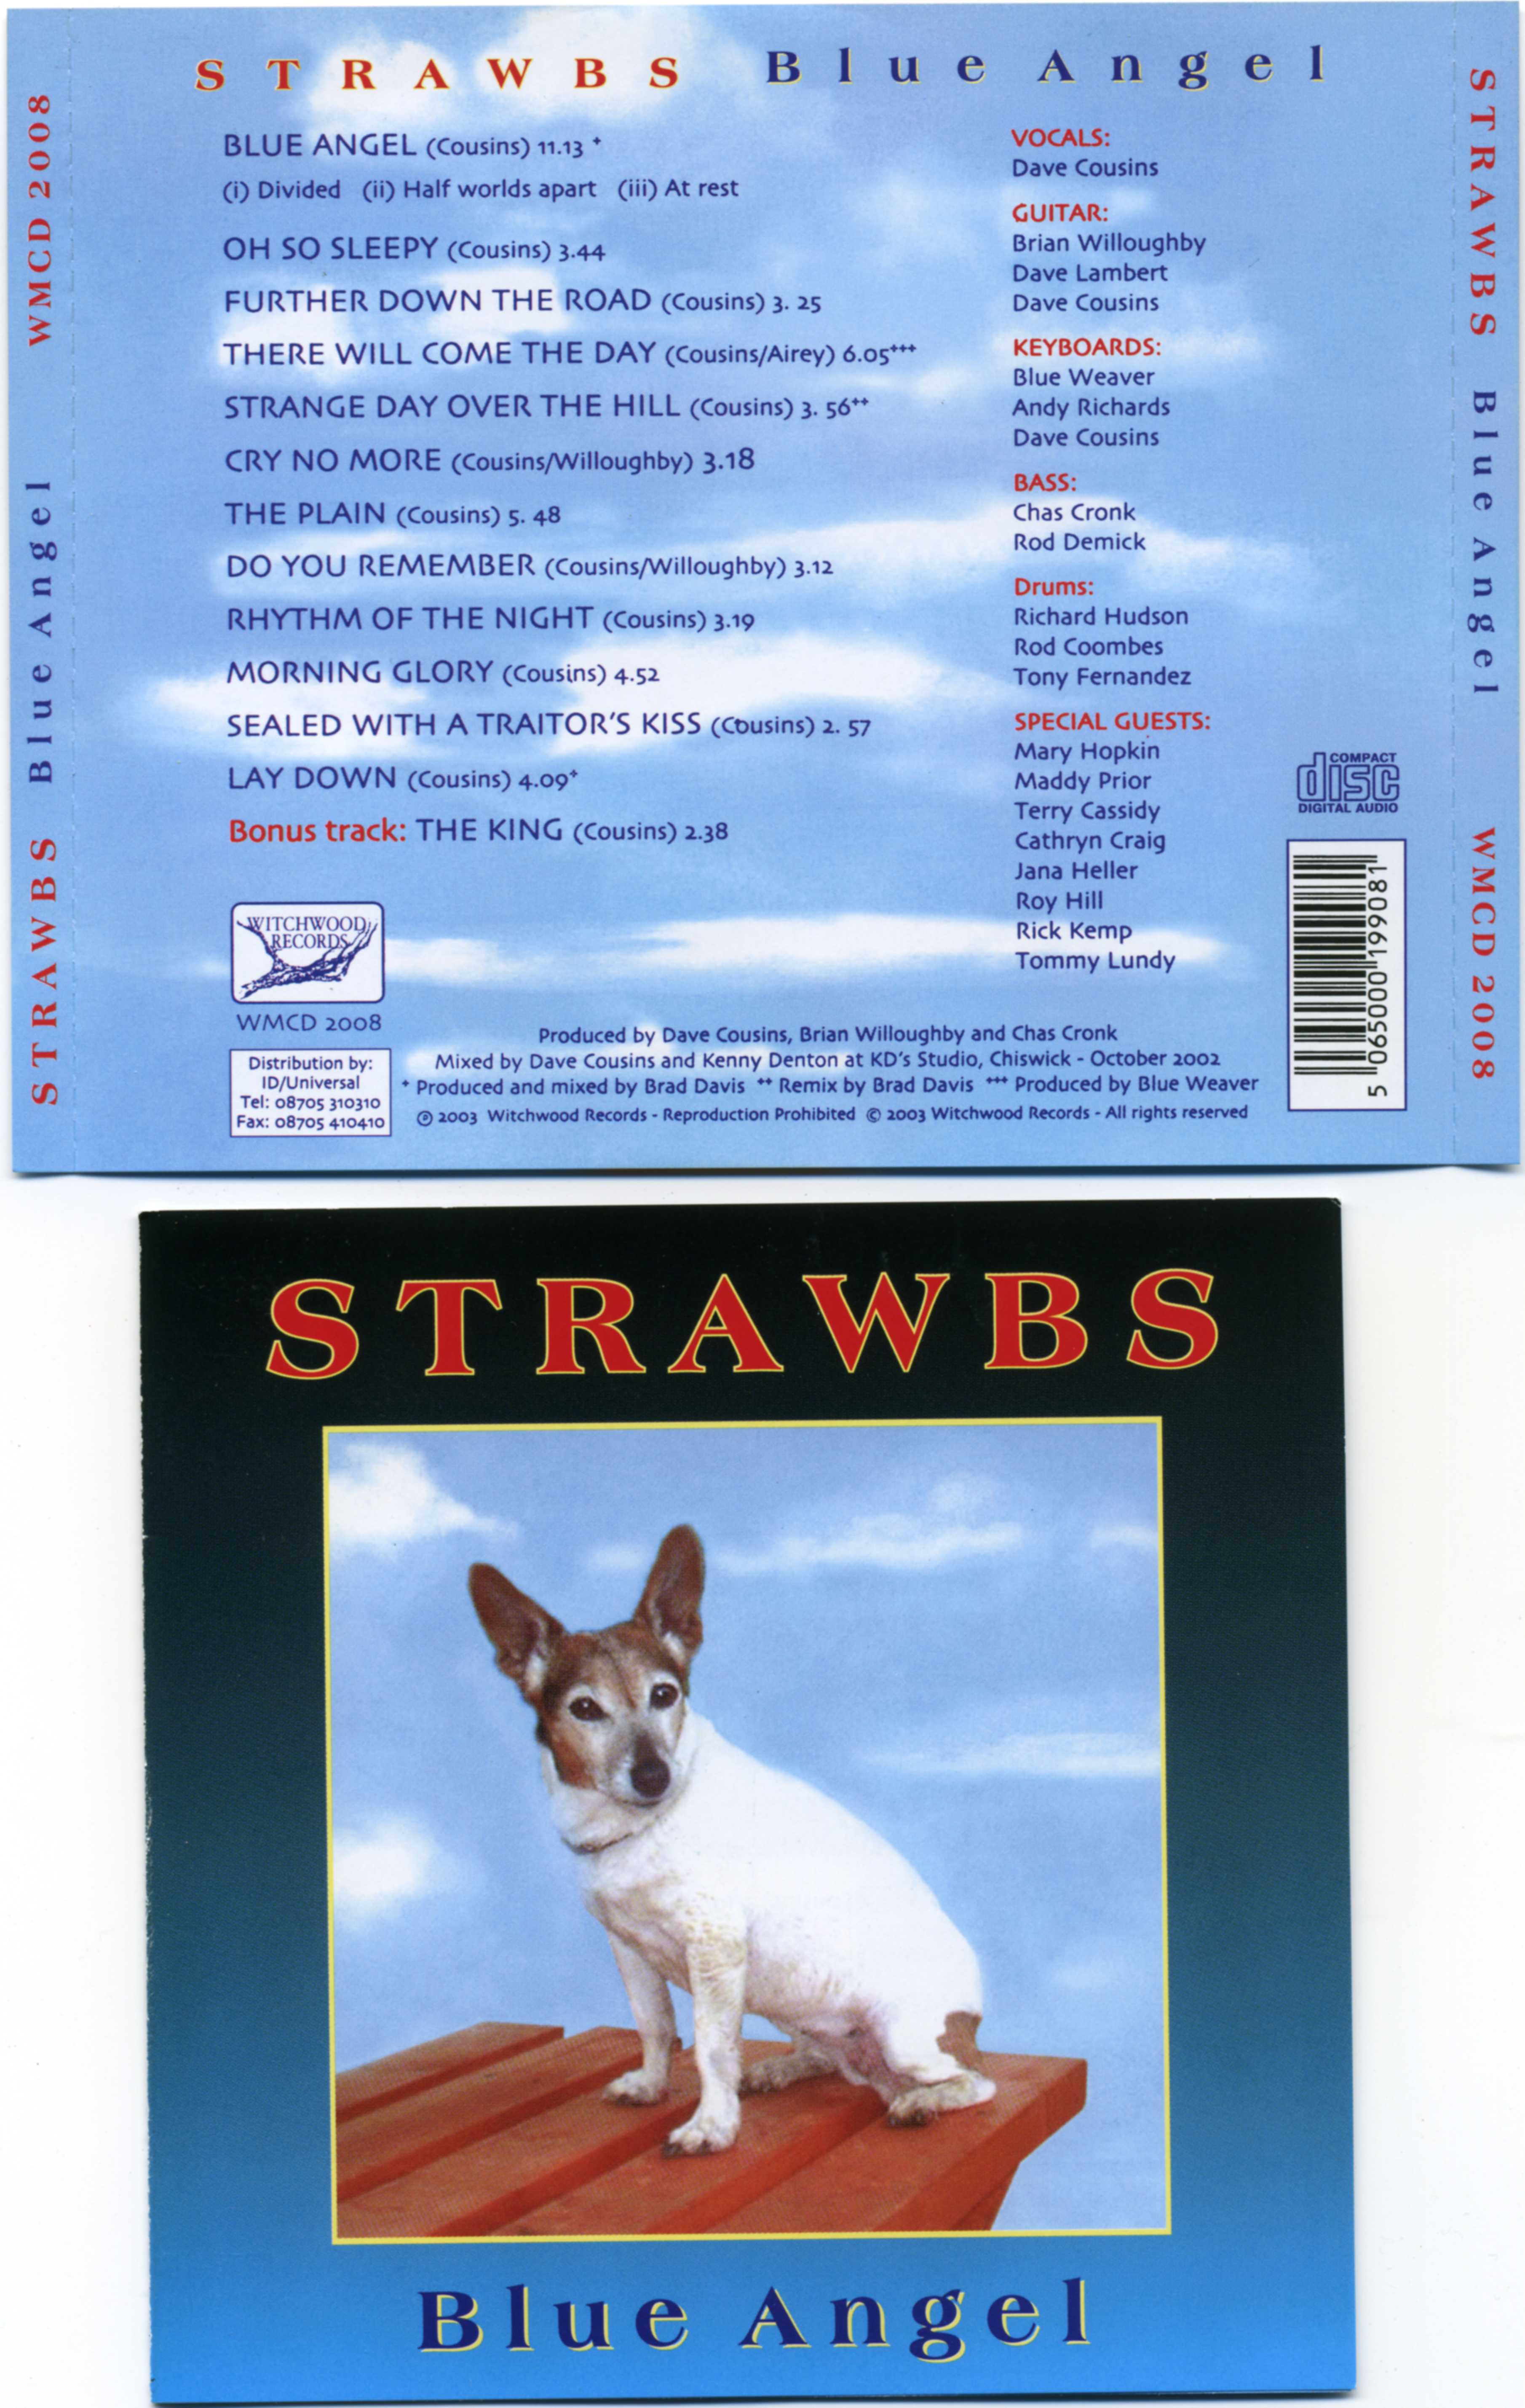 STRAWBS Blue Angel
BLUE ANGEL (Cousins) 11.13 +
(i) Divided (ii) Half worlds apart (iii) At rest
OH SO SLEEPY (Cousins) 3.44
FURTHER DOWN THE ROAD (Cousins) 3. 25
THERE WILL COME THE DAY (Cousins/Airey) 6.05+++
STRANGE DAY OVER THE HILL (Cousins) 3. 56++
CRY NO MORE (Cousins/Willoughby) 3.18
THE PLAIN (Cousins) 5. 48
DO YOU REMEMBER (Cousins/Willoughby) 3.12
RHYTHM OF THE NIGHT (Cousins) 3.19
MORNING GLORY (Cousins) 4.52
SEALED WITH A TRAITOR'S KISS (Cousins) 2. 57
LAY DOWN (Cousins) 4.09+
Bonus track: THE KING (Cousins) 2.38
VOCALS:
Dave Cousins
GUITAR:
Brian Willoughby
Dave Lambert
Dave Cousins
KEYBOARDS:
Blue Weaver
Andy Richards
Dave Cousins
BASS:
Chas Cronk
Rod Demick
Drums:
Richard Hudson
Rod Coombes
Tony Fernandez
SPECIAL GUESTS:
Mary Hopkin
Maddy Prior
Terry Cassidy
Cathryn Craig
Jana Heller
Roy Hill
Rick Kemp
Tommy Lundy
WITCHWOOD
RECORDS
WMCD 2008
Distribution by:
ID/Universal
Tel: 08705 310310
Fax: 08705 410410
Produced by Dave Cousins, Brian Willoughby and Chas Cronk
Mixed by Dave Cousins and Kenny Denton at KD's Studio, Chiswick - October 2002
+ Produced and mixed by Brad Davis ++ Remix by Brad Davis +++ Produced by Blue Weaver
℗ 2003 Witchwood Records - Reproduction Prohibited © 2003 Witchwood Records - All rights reserved
COMPACT
disc
DIGITAL AUDIO
5 065000 199081
STRAWBS Blue Angel WMCD 2008
STRAWBS Blue Angel WMCD 2008
STRAWBS
Blue Angel